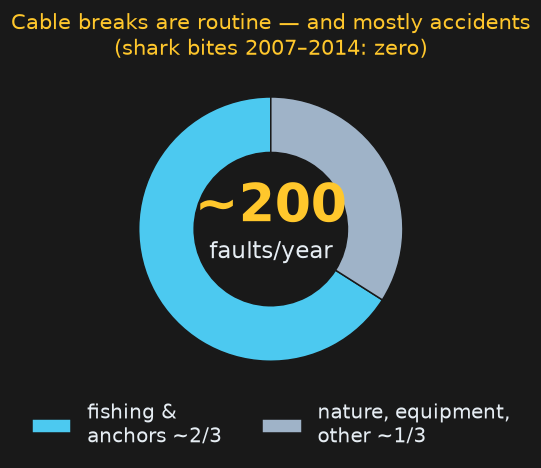 Cable breaks are routine — and mostly accidents
(shark bites 2007–2014: zero)
~200
faults/year
fishing &
anchors ~2/3
nature, equipment,
other ~1/3